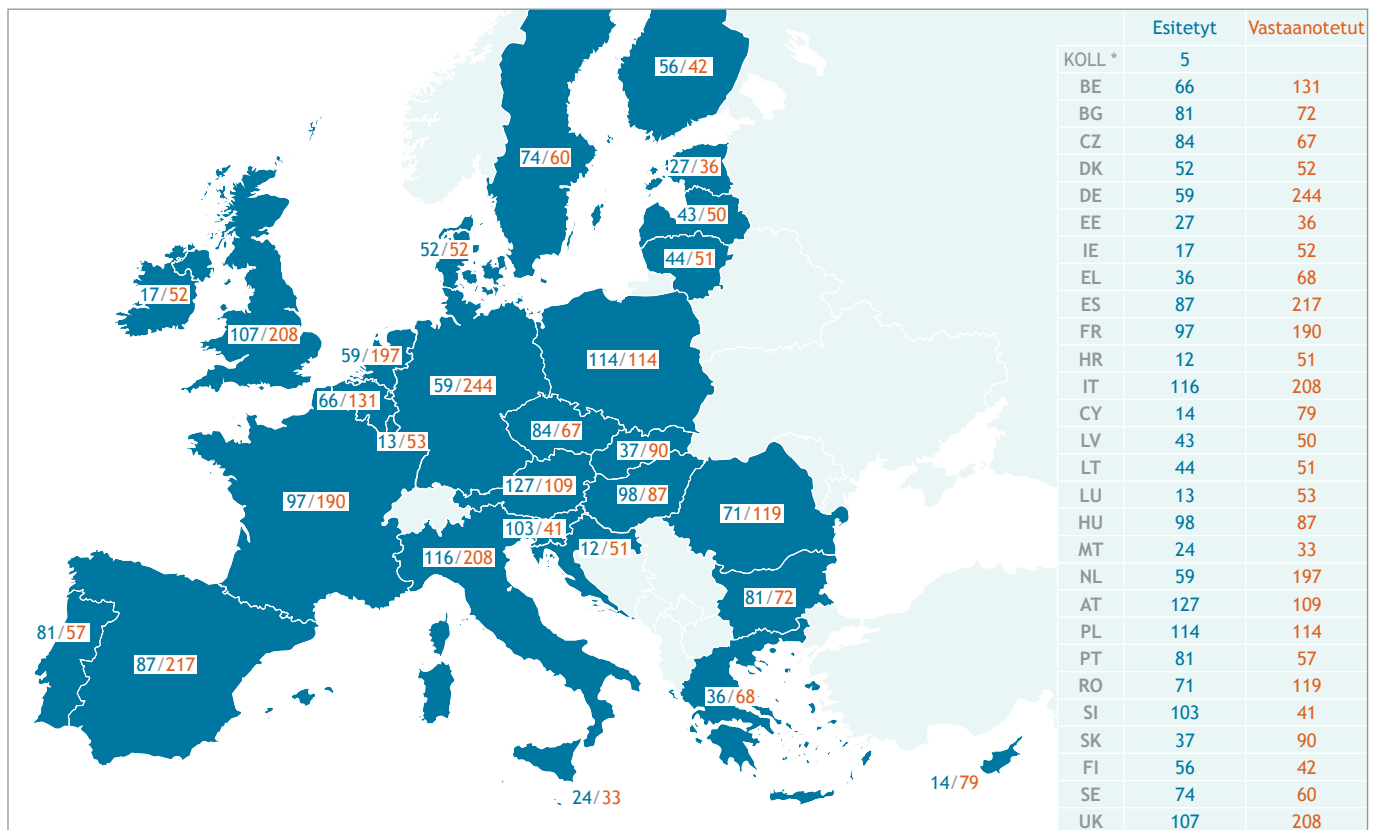 56/42
74/60
27/36
43/50
52/52
44/51
17/52
107/208
59/197
114/114
59/244
66/131
84/67
13/53
37/90
127/109
98/87
97/190
71/119
103/41
12/51
116/208
81/72
81/57
87/217
36/68
14/79
24/33
Esitetyt Vastaanotetut
KOLL * 5
BE 66 131
BG 81 72
CZ 84 67
DK 52 52
DE 59 244
EE 27 36
IE 17 52
EL 36 68
ES 87 217
FR 97 190
HR 12 51
IT 116 208
CY 14 79
LV 43 50
LT 44 51
LU 13 53
HU 98 87
MT 24 33
NL 59 197
AT 127 109
PL 114 114
PT 81 57
RO 71 119
SI 103 41
SK 37 90
FI 56 42
SE 74 60
UK 107 208